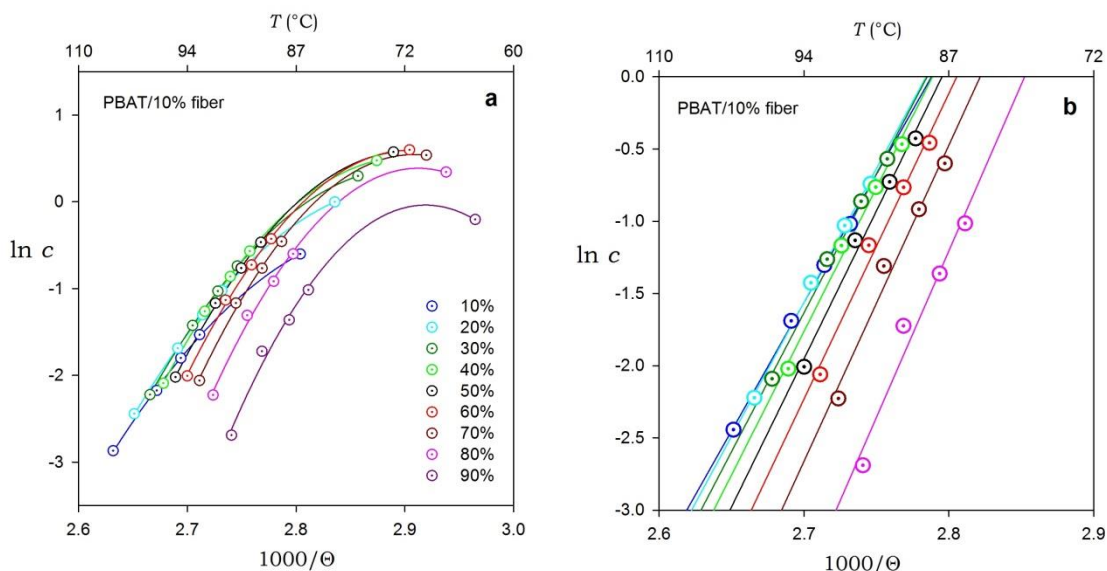 T (°C)
110 94 87 72 60
PBAT/10% fiber
a
1
0
-1
-2
-3
ln c
10%
20%
30%
40%
50%
60%
70%
80%
90%
2.6 2.7 2.8 2.9 3.0
1000/Θ
T (°C)
110 94 87 72
PBAT/10% fiber
b
0.0
-0.5
-1.0
-1.5
-2.0
-2.5
-3.0
ln c
2.6 2.7 2.8 2.9
1000/Θ